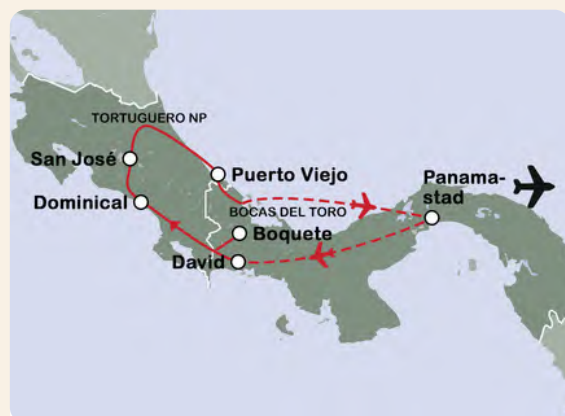 TORTUGUERO NP
San José
Puerto Viejo
Panama-
stad
Dominical
BOCAS DEL TORO
Boquete
David